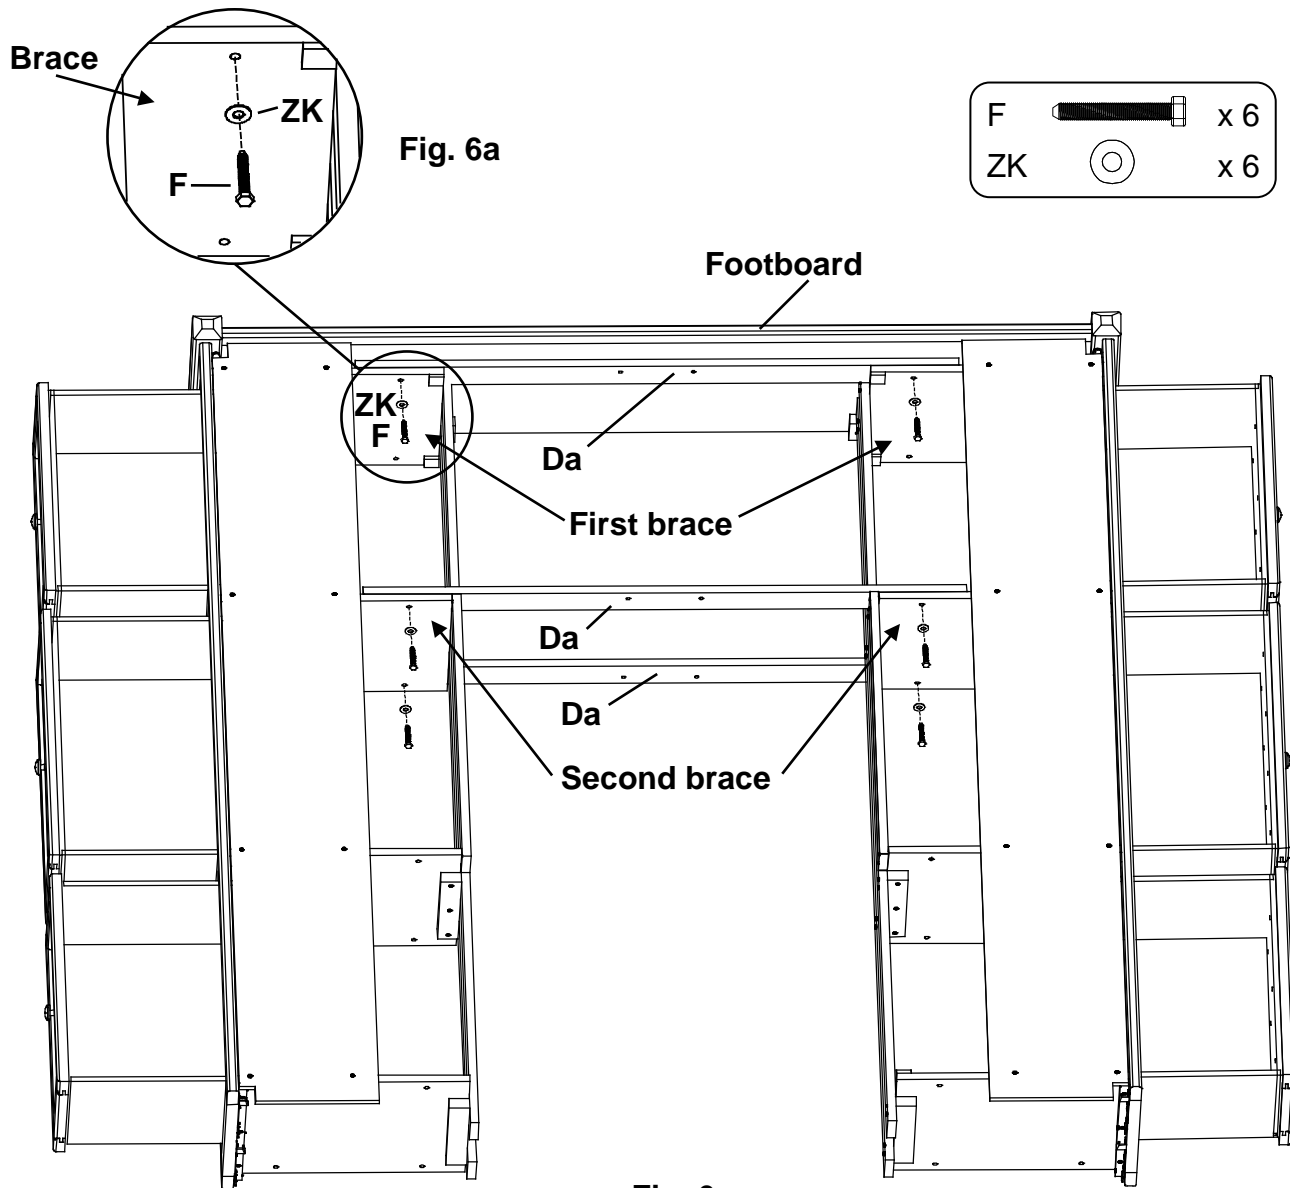 Brace
ZK
F
Fig. 6a
F x 6
ZK x 6
Footboard
ZK
F
Da
First brace
Da
Da
Second brace